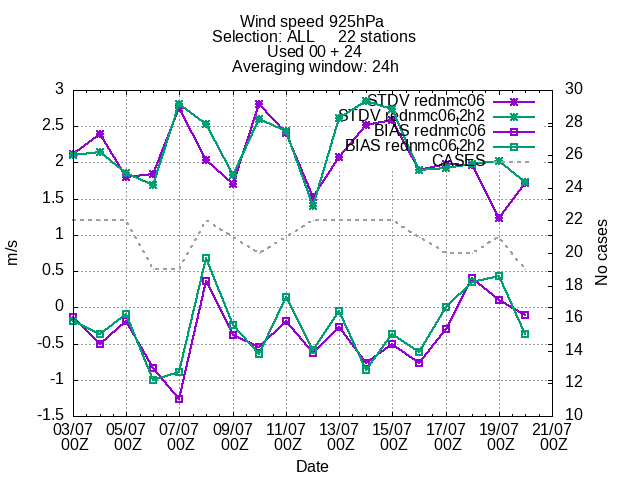 Wind speed 925hPa
Selection: ALL 22 stations
Used 00 + 24
Averaging window: 24h
3
2.5
2
1.5
1
0.5
0
-0.5
-1
-1.5
m/s
30
28
26
24
22
20
18
16
14
12
10
No cases
STDV rednmc06
STDV rednmc06t2h2
BIAS rednmc06
BIAS rednmc06t2h2
CASES
03/07 05/07 07/07 09/07 11/07 13/07 15/07 17/07 19/07 21/07
00Z 00Z 00Z 00Z 00Z 00Z 00Z 00Z 00Z 00Z
Date